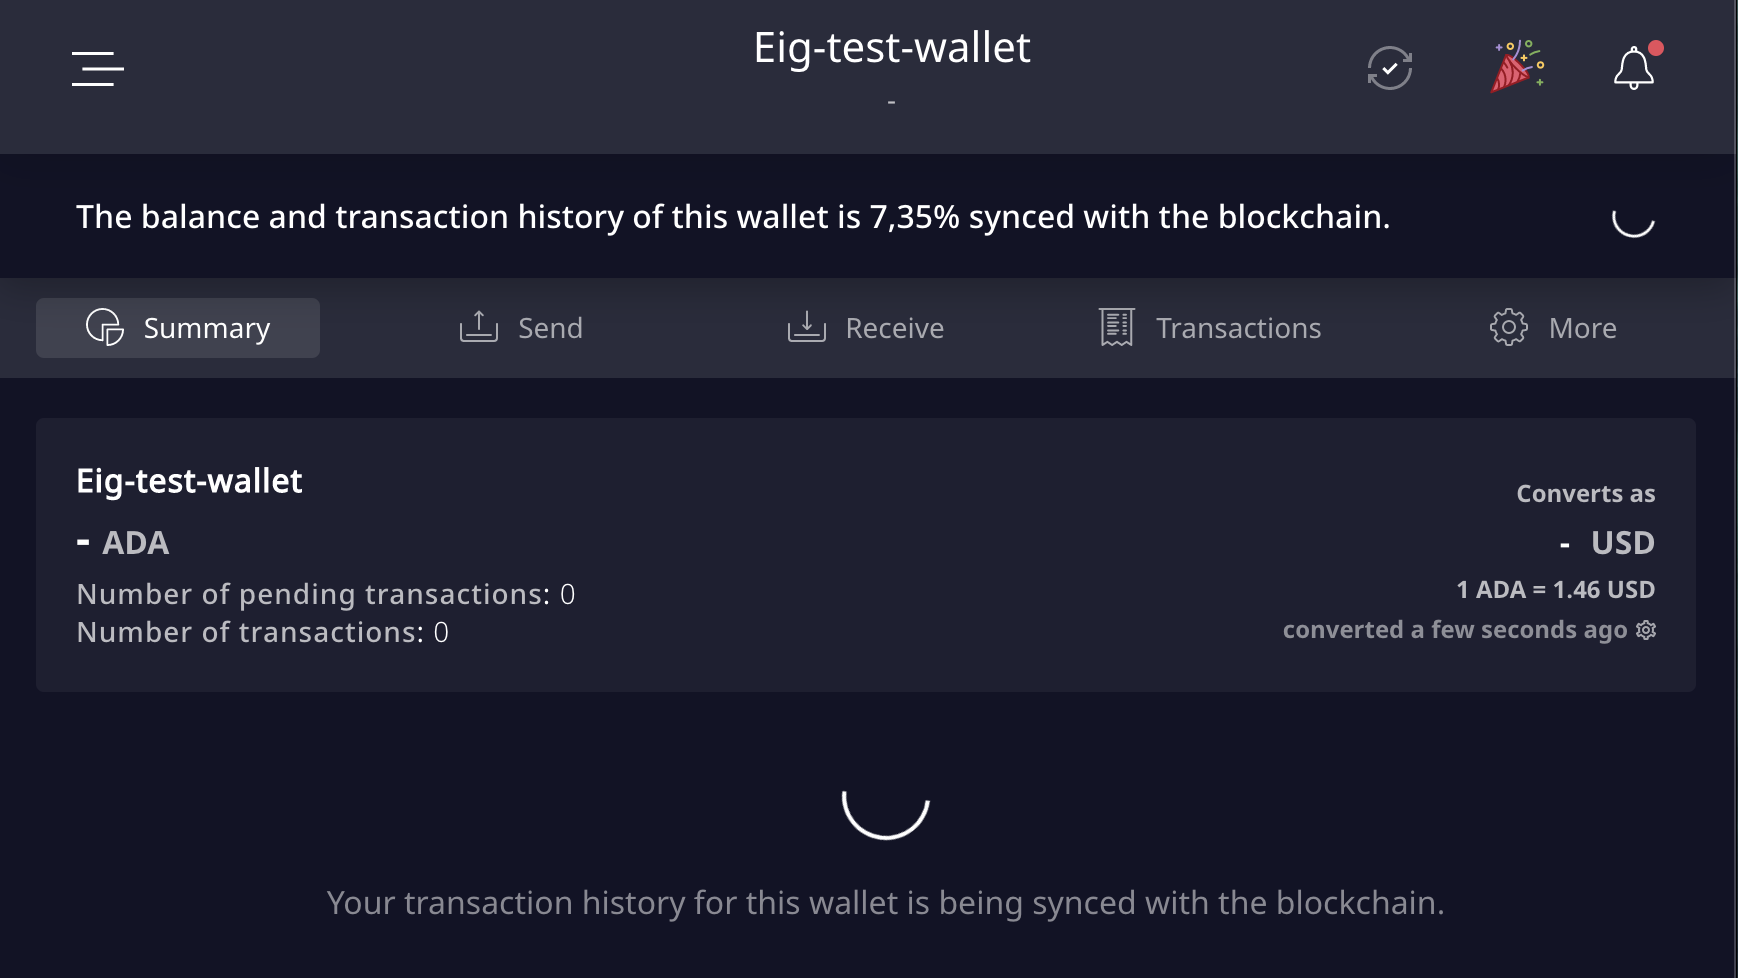 Eig-test-wallet
-
The balance and transaction history of this wallet is 7,35% synced with the blockchain.
Summary
Send
Receive
Transactions
More
Eig-test-wallet
- ADA
Number of pending transactions: 0
Number of transactions: 0
Converts as
- USD
1 ADA = 1.46 USD
converted a few seconds ago
Your transaction history for this wallet is being synced with the blockchain.